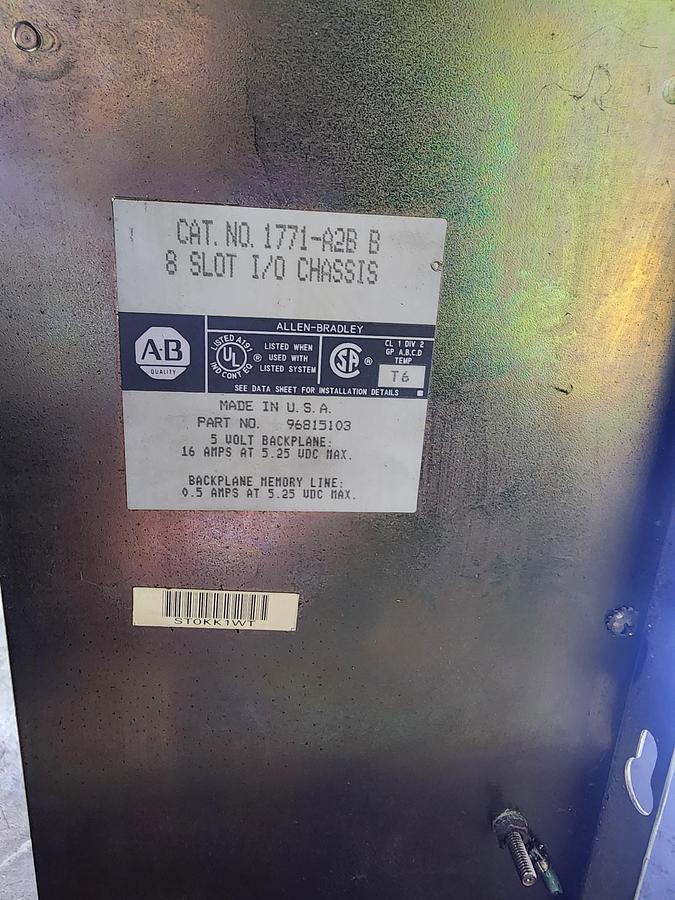 CAT. NO. 1771-A2B B
8 SLOT I/O CHASSIS
ALLEN-BRADLEY
A-B
QUALITY
LISTED A197
UL
IND CONT EQ
®
LISTED WHEN
USED WITH
LISTED SYSTEM
SA
®
CL 1 DIV 2
GP A,B,C,D
TEMP
T6
SEE DATA SHEET FOR INSTALLATION DETAILS
MADE IN U.S.A.
PART NO. 96815103
5 VOLT BACKPLANE:
16 AMPS AT 5.25 VDC MAX.
BACKPLANE MEMORY LINE:
0.5 AMPS AT 5.25 VDC MAX.
ST0KK1WT